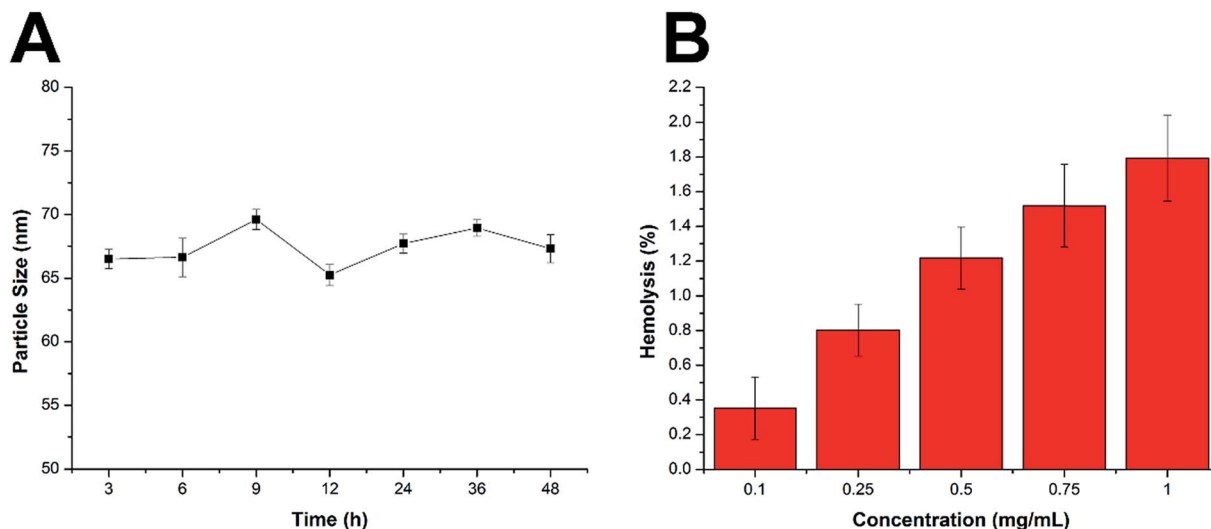 A
80
75
70
65
60
55
50
Particle Size (nm)
3 6 9 12 24 36 48
Time (h)
B
2.2
2.0
1.8
1.6
1.4
1.2
1.0
0.8
0.6
0.4
0.2
0.0
Hemolysis (%)
0.1 0.25 0.5 0.75 1
Concentration (mg/mL)